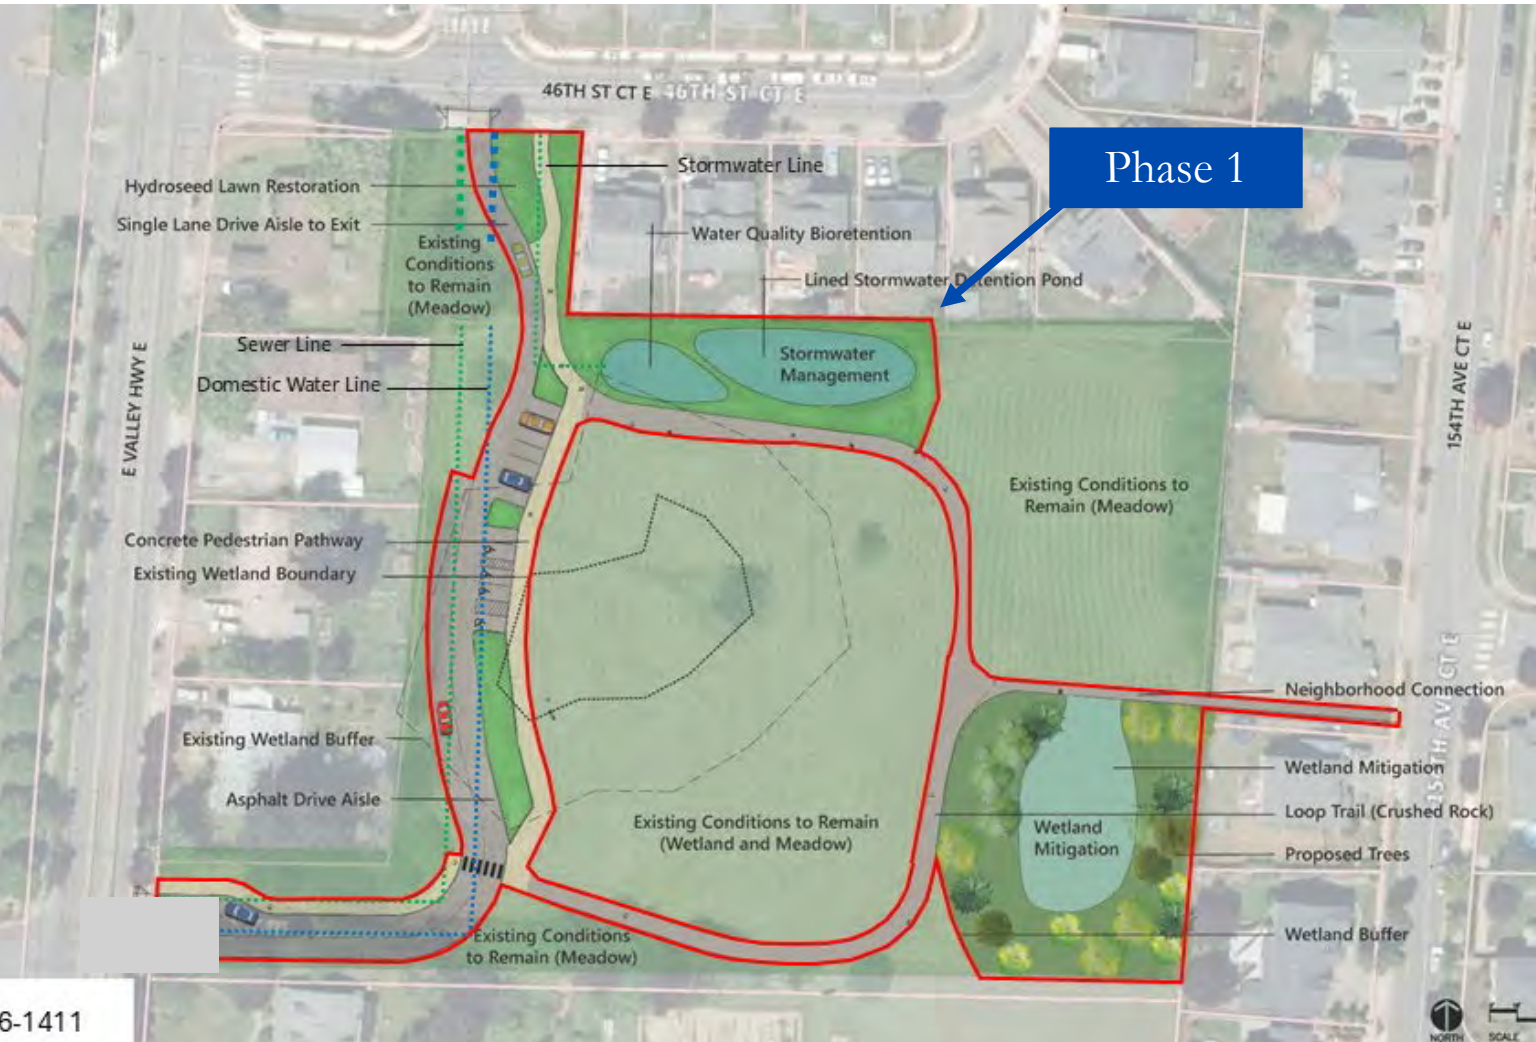 46TH ST CT E
46TH ST CT E
Phase 1
Stormwater Line
Hydroseed Lawn Restoration
Single Lane Drive Aisle to Exit
Water Quality Bioretention
Existing
Conditions
to Remain
(Meadow)
Lined Stormwater Detention Pond
Sewer Line
Domestic Water Line
Stormwater
Management
E VALLEY HWY E
154TH AVE CT E
Existing Conditions to
Remain (Meadow)
Concrete Pedestrian Pathway
Existing Wetland Boundary
Neighborhood Connection
Existing Wetland Buffer
Wetland Mitigation
Asphalt Drive Aisle
Loop Trail (Crushed Rock)
Existing Conditions to Remain
(Wetland and Meadow)
Wetland
Mitigation
Proposed Trees
Existing Conditions
to Remain (Meadow)
Wetland Buffer
6-1411
NORTH
SCALE